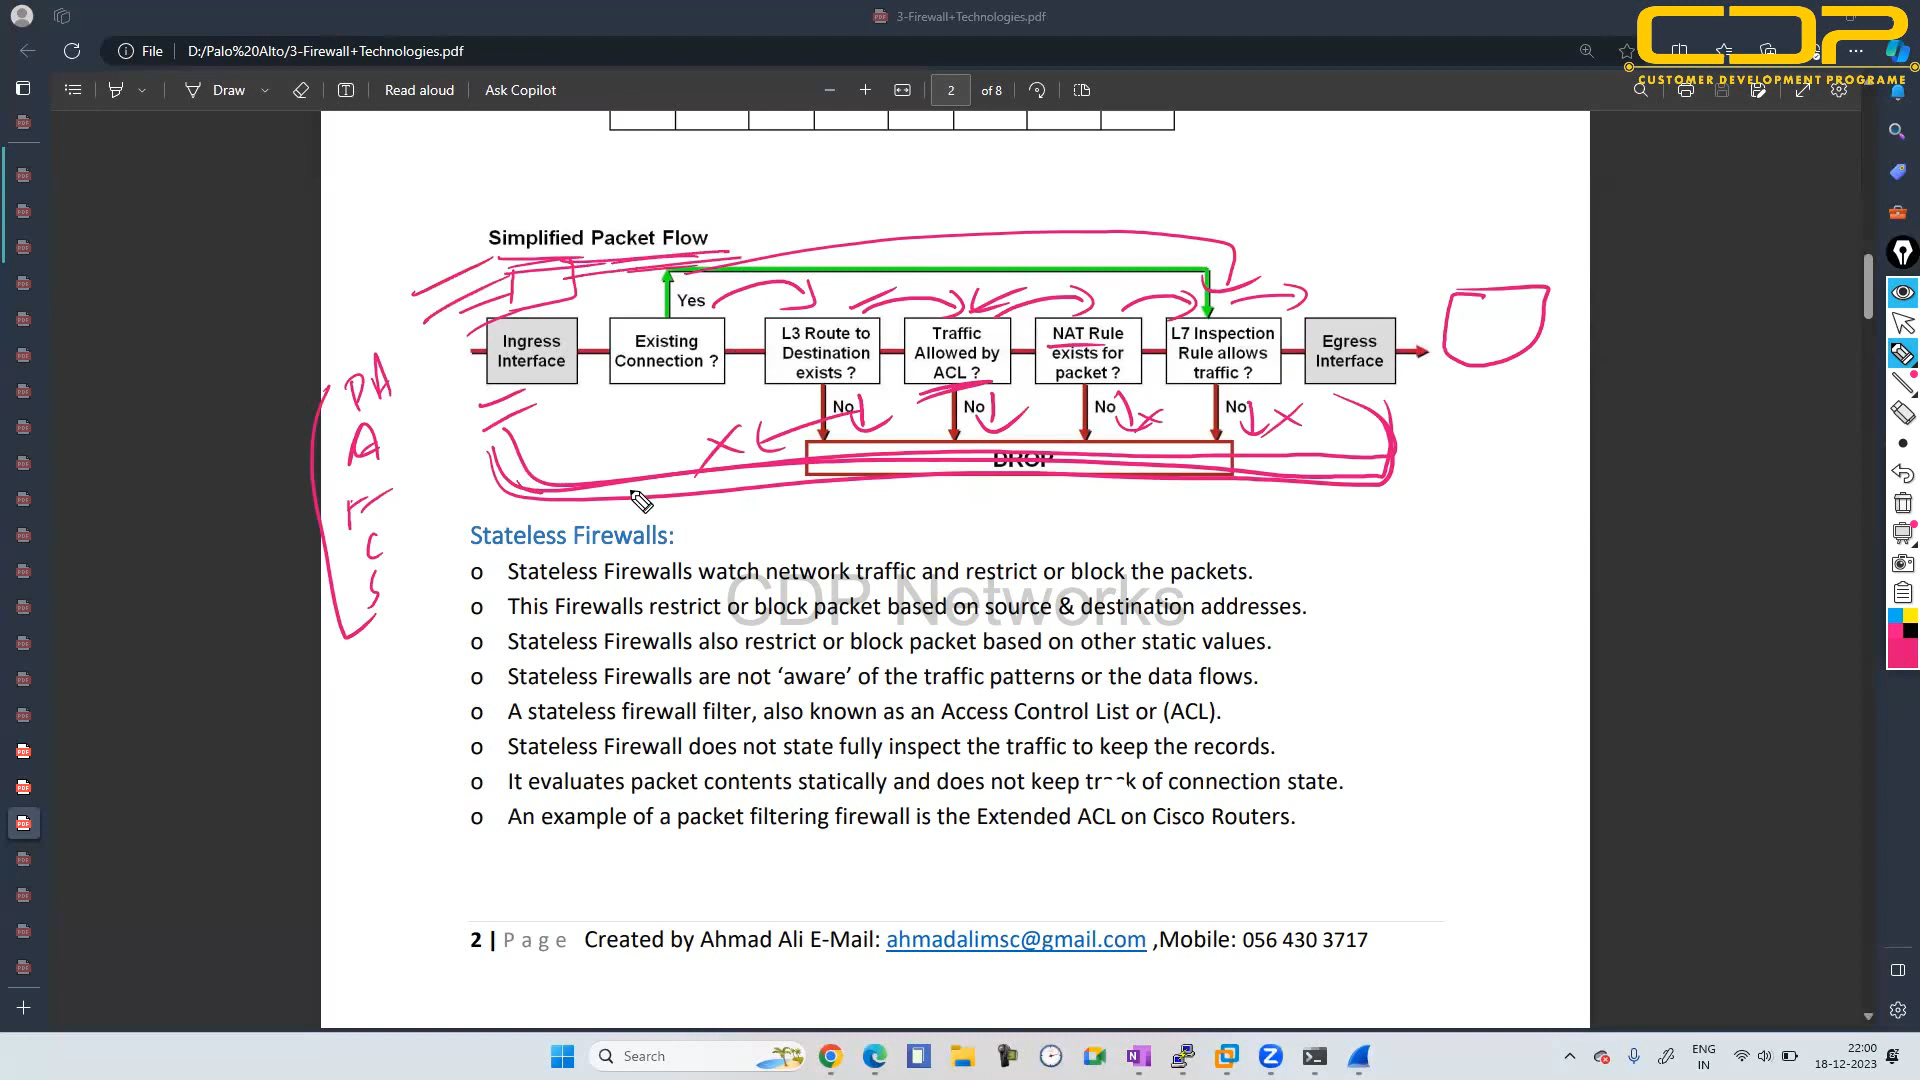 3-Firewall+Technologies.pdf
CDP
CUSTOMER DEVELOPMENT PROGRAME
File D:/Palo%20Alto/3-Firewall+Technologies.pdf
Draw Read aloud Ask Copilot 2 of 8
Simplified Packet Flow
Yes
Ingress Interface
Existing Connection ?
L3 Route to Destination exists ?
Traffic Allowed by ACL ?
NAT Rule exists for packet ?
L7 Inspection Rule allows traffic ?
Egress Interface
No No No No
DROP
PA
A
F
C
S
Stateless Firewalls:
o Stateless Firewalls watch network traffic and restrict or block the packets.
o This Firewalls restrict or block packet based on source & destination addresses.
o Stateless Firewalls also restrict or block packet based on other static values.
o Stateless Firewalls are not ‘aware’ of the traffic patterns or the data flows.
o A stateless firewall filter, also known as an Access Control List or (ACL).
o Stateless Firewall does not state fully inspect the traffic to keep the records.
o It evaluates packet contents statically and does not keep track of connection state.
o An example of a packet filtering firewall is the Extended ACL on Cisco Routers.
CDP Networks
2 | Page Created by Ahmad Ali E-Mail: ahmadalimsc@gmail.com ,Mobile: 056 430 3717
Search
ENG
IN
22:00
18-12-2023